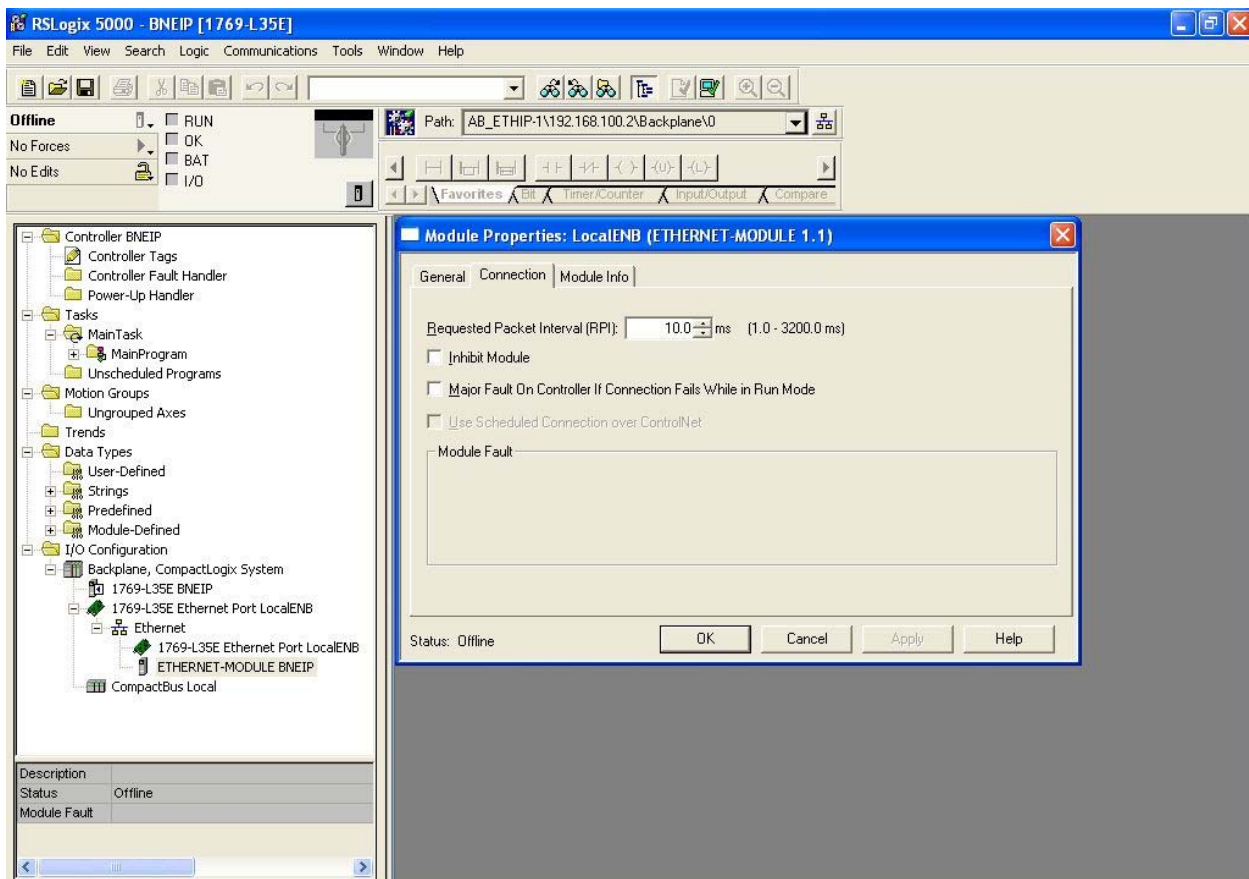 RSLogix 5000 - BNEIP [1769-L35E]
File Edit View Search Logic Communications Tools Window Help
Offline
RUN
No Forces
OK
No Edits
BAT
I/O
Path: AB_ETHIP-1\192.168.100.2\Backplane\0
Favorites Bit Timer/Counter Input/Output Compare
Controller BNEIP
Controller Tags
Controller Fault Handler
Power-Up Handler
Tasks
MainTask
MainProgram
Unscheduled Programs
Motion Groups
Ungrouped Axes
Trends
Data Types
User-Defined
Strings
Predefined
Module-Defined
I/O Configuration
Backplane, CompactLogix System
1769-L35E BNEIP
1769-L35E Ethernet Port LocalENB
Ethernet
1769-L35E Ethernet Port LocalENB
ETHERNET-MODULE BNEIP
CompactBus Local
Description
Status Offline
Module Fault
Module Properties: LocalENB (ETHERNET-MODULE 1.1)
General Connection Module Info
Requested Packet Interval (RPI): 10.0 ms (1.0 - 3200.0 ms)
Inhibit Module
Major Fault On Controller If Connection Fails While in Run Mode
Use Scheduled Connection over ControlNet
Module Fault
Status: Offline OK Cancel Apply Help